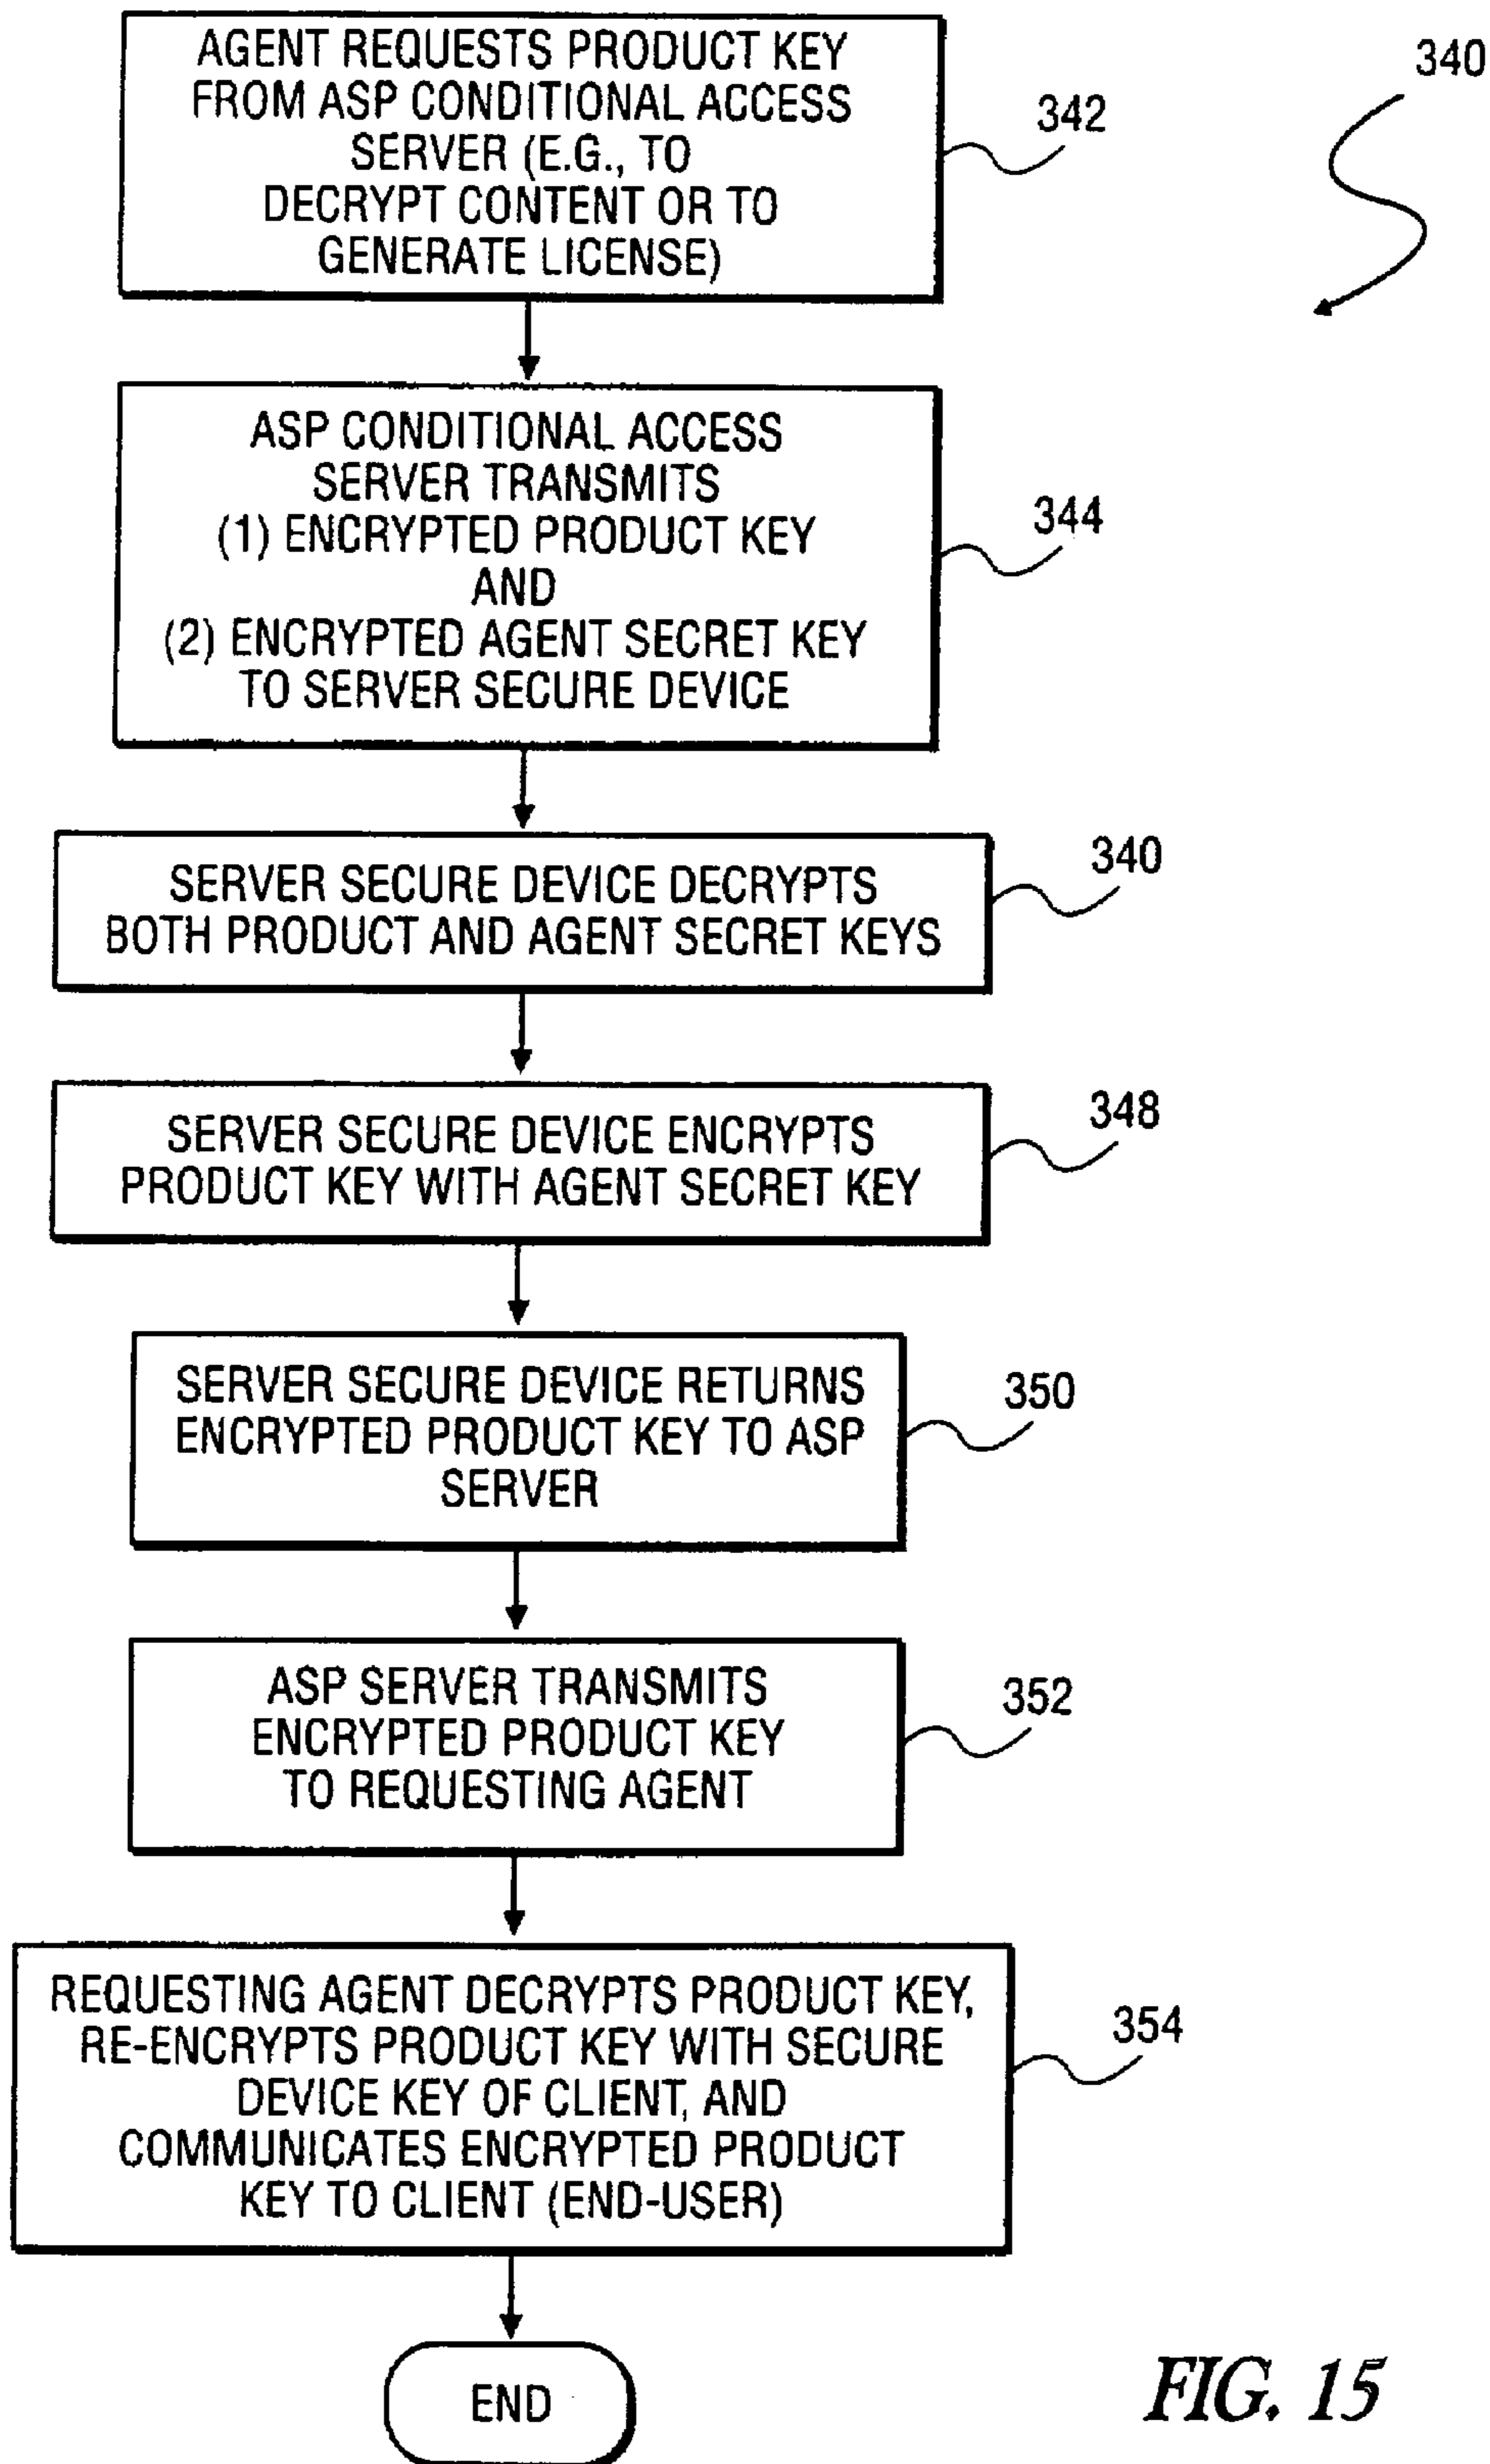 AGENT REQUESTS PRODUCT KEY
FROM ASP CONDITIONAL ACCESS
SERVER (E.G., TO
DECRYPT CONTENT OR TO
GENERATE LICENSE)
342
340
ASP CONDITIONAL ACCESS
SERVER TRANSMITS
(1) ENCRYPTED PRODUCT KEY
AND
(2) ENCRYPTED AGENT SECRET KEY
TO SERVER SECURE DEVICE
344
SERVER SECURE DEVICE DECRYPTS
BOTH PRODUCT AND AGENT SECRET KEYS
340
SERVER SECURE DEVICE ENCRYPTS
PRODUCT KEY WITH AGENT SECRET KEY
348
SERVER SECURE DEVICE RETURNS
ENCRYPTED PRODUCT KEY TO ASP
SERVER
350
ASP SERVER TRANSMITS
ENCRYPTED PRODUCT KEY
TO REQUESTING AGENT
352
REQUESTING AGENT DECRYPTS PRODUCT KEY,
RE-ENCRYPTS PRODUCT KEY WITH SECURE
DEVICE KEY OF CLIENT, AND
COMMUNICATES ENCRYPTED PRODUCT
KEY TO CLIENT (END-USER)
354
END
FIG. 15